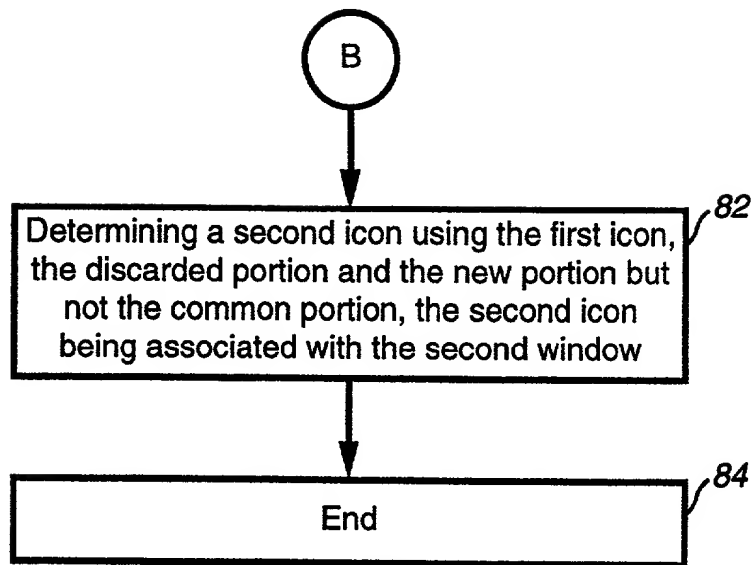 B
82
Determining a second icon using the first icon,
the discarded portion and the new portion but
not the common portion, the second icon
being associated with the second window
84
End